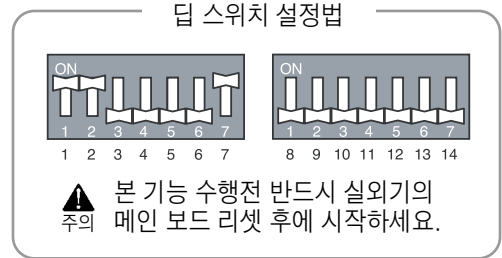 딥 스위치 설정법
ON
1 2 3 4 5 6 7
1 2 3 4 5 6 7
ON
1 2 3 4 5 6 7
8 9 10 11 12 13 14
본 기능 수행전 반드시 실외기의
주의 메인 보드 리셋 후에 시작하세요.